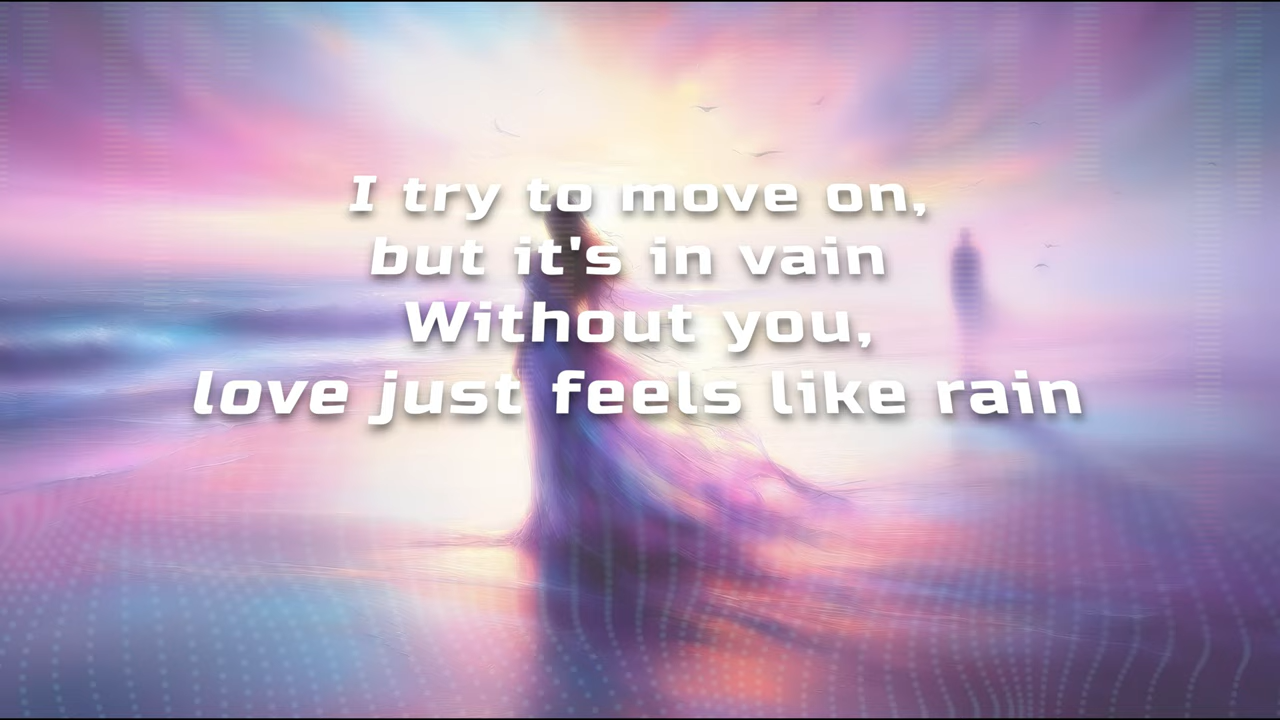 I try to move on,
but it's in vain
Without you,
love just feels like rain